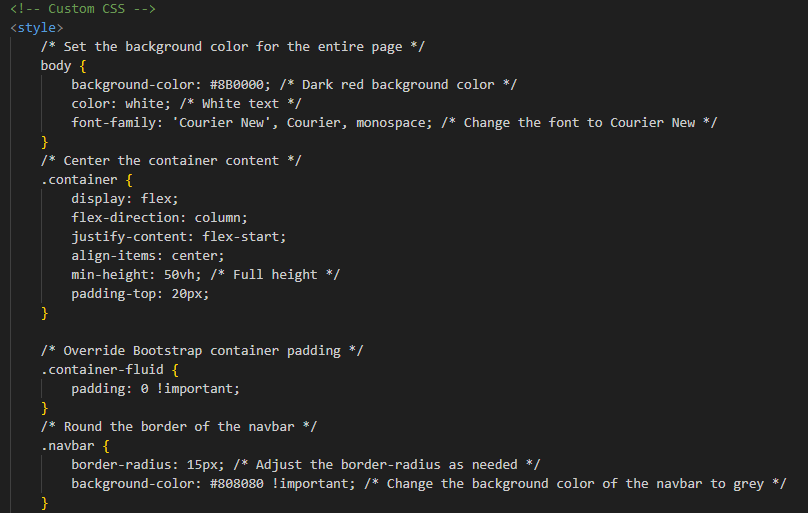 <!-- Custom CSS -->
<style>
/* Set the background color for the entire page */
body {
background-color: #8B0000; /* Dark red background color */
color: white; /* White text */
font-family: 'Courier New', Courier, monospace; /* Change the font to Courier New */
}
/* Center the container content */
.container {
display: flex;
flex-direction: column;
justify-content: flex-start;
align-items: center;
min-height: 50vh; /* Full height */
padding-top: 20px;
}
/* Override Bootstrap container padding */
.container-fluid {
padding: 0 !important;
}
/* Round the border of the navbar */
.navbar {
border-radius: 15px; /* Adjust the border-radius as needed */
background-color: #808080 !important; /* Change the background color of the navbar to grey */
}